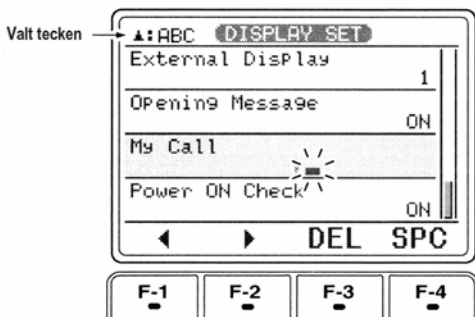 Valt tecken
▲:ABC DISPLAY SET
External Display
1
Opening Message
ON
My Call
Power ON Check
ON
◀ ▶ DEL SPC
F-1 F-2 F-3 F-4